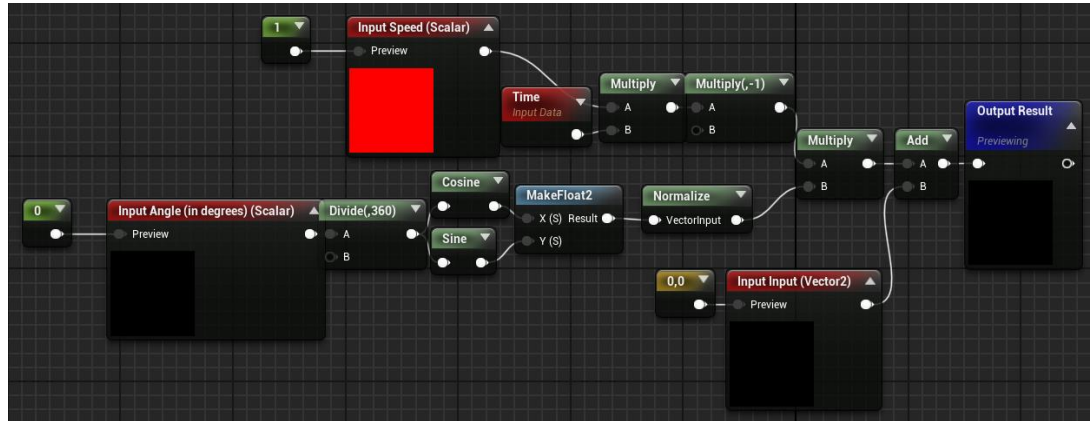 1
Input Speed (Scalar)
Preview
Time
Input Data
Multiply
A
B
Multiply(,-1)
A
B
Multiply
A
B
Add
A
B
Output Result
Previewing
0
Input Angle (in degrees) (Scalar)
Preview
Divide(,360)
A
B
Cosine
Sine
MakeFloat2
X (S) Result
Y (S)
Normalize
VectorInput
0,0
Input Input (Vector2)
Preview